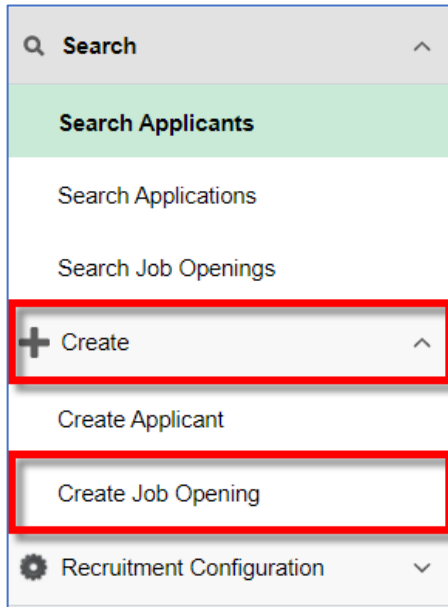 Search
Search Applicants
Search Applications
Search Job Openings
Create
Create Applicant
Create Job Opening
Recruitment Configuration